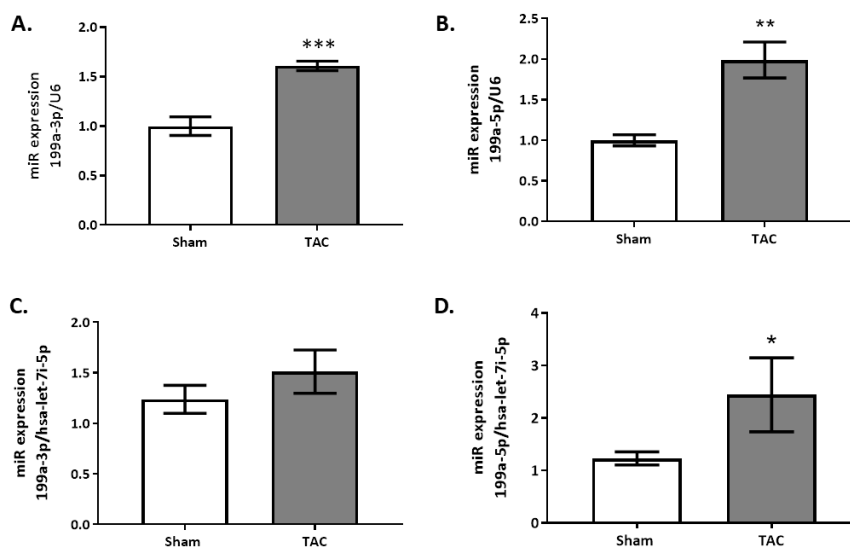 A.
miR expression
199a-3p/U6
2.0
1.5
1.0
0.5
0.0
***
Sham
TAC
B.
miR expression
199a-5p/U6
2.5
2.0
1.5
1.0
0.5
0.0
**
Sham
TAC
C.
miR expression
199a-3p/hsa-let-7i-5p
2.0
1.5
1.0
0.5
0.0
Sham
TAC
D.
miR expression
199a-5p/hsa-let-7i-5p
4
3
2
1
0
*
Sham
TAC